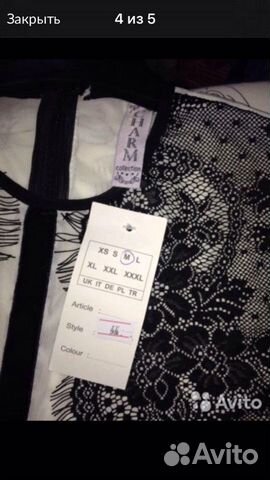 Закрыть
4 из 5
CHARM
collection
XS S M L
XL XXL XXXL
UK IT DE PL TR
Article :
Style :
Colour :
Avito
Avito